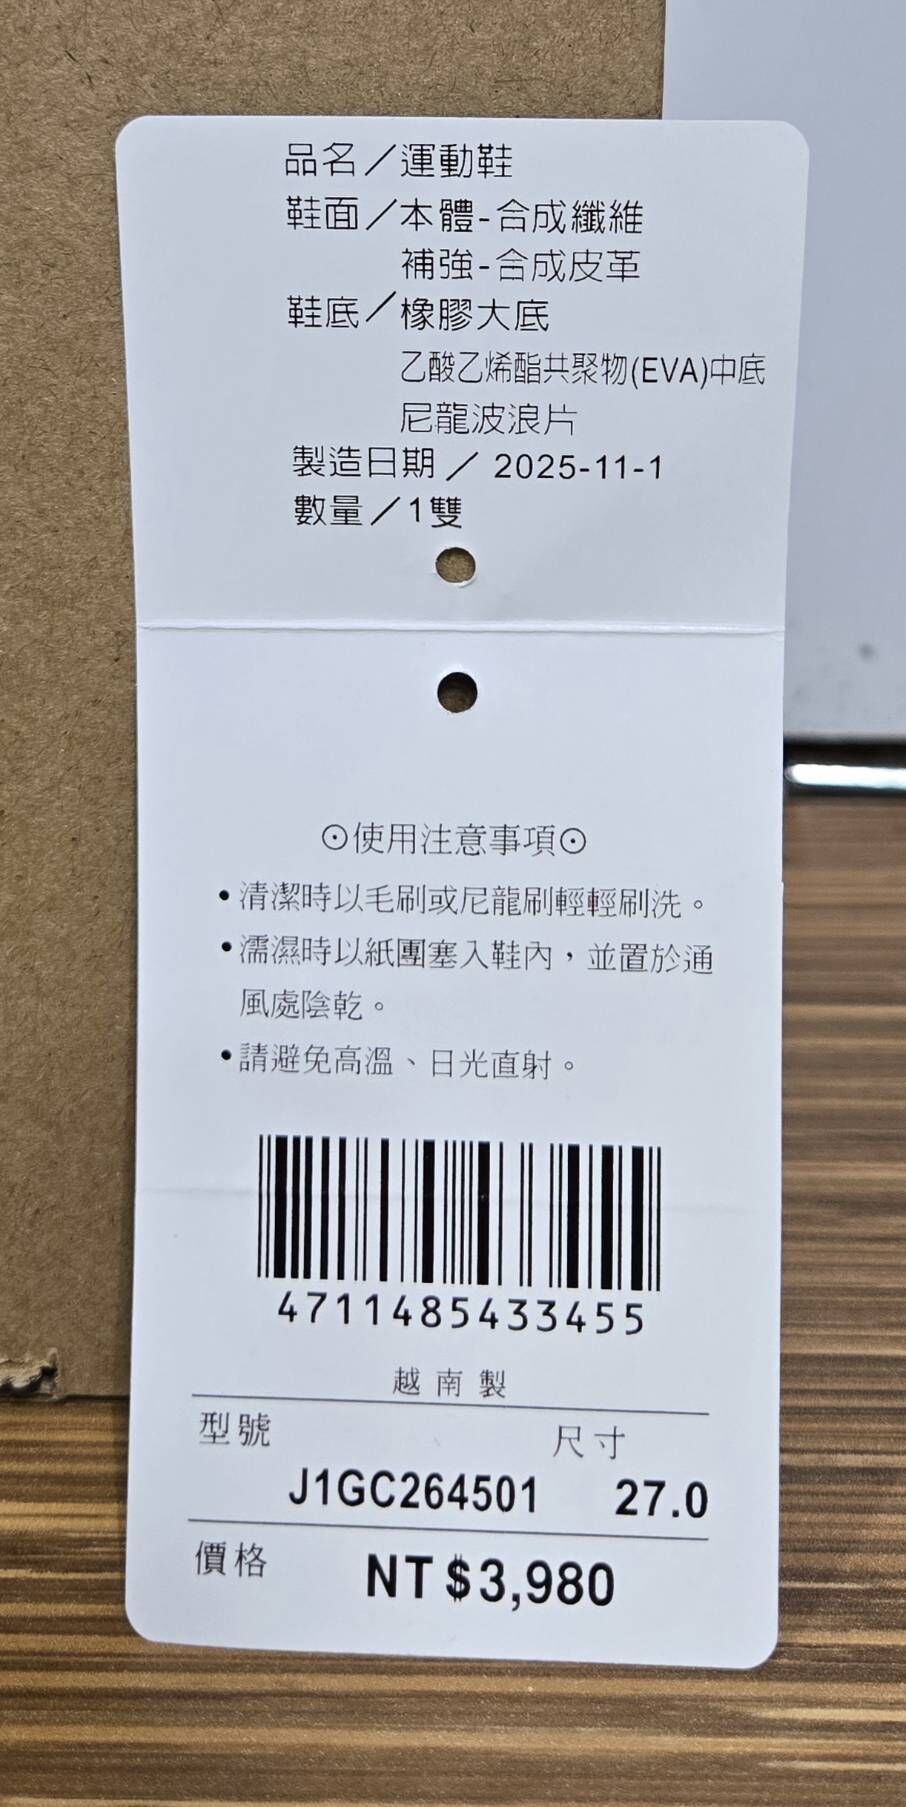 品名／運動鞋
鞋面／本體-合成纖維
補強-合成皮革
鞋底／橡膠大底
乙酸乙烯酯共聚物(EVA)中底
尼龍波浪片
製造日期／ 2025-11-1
數量／1雙
⊙使用注意事項⊙
•清潔時以毛刷或尼龍刷輕輕刷洗。
•濡濕時以紙團塞入鞋內，並置於通
風處陰乾。
•請避免高溫、日光直射。
4711485433455
越南製
型號 尺寸
J1GC264501 27.0
價格 NT$3,980